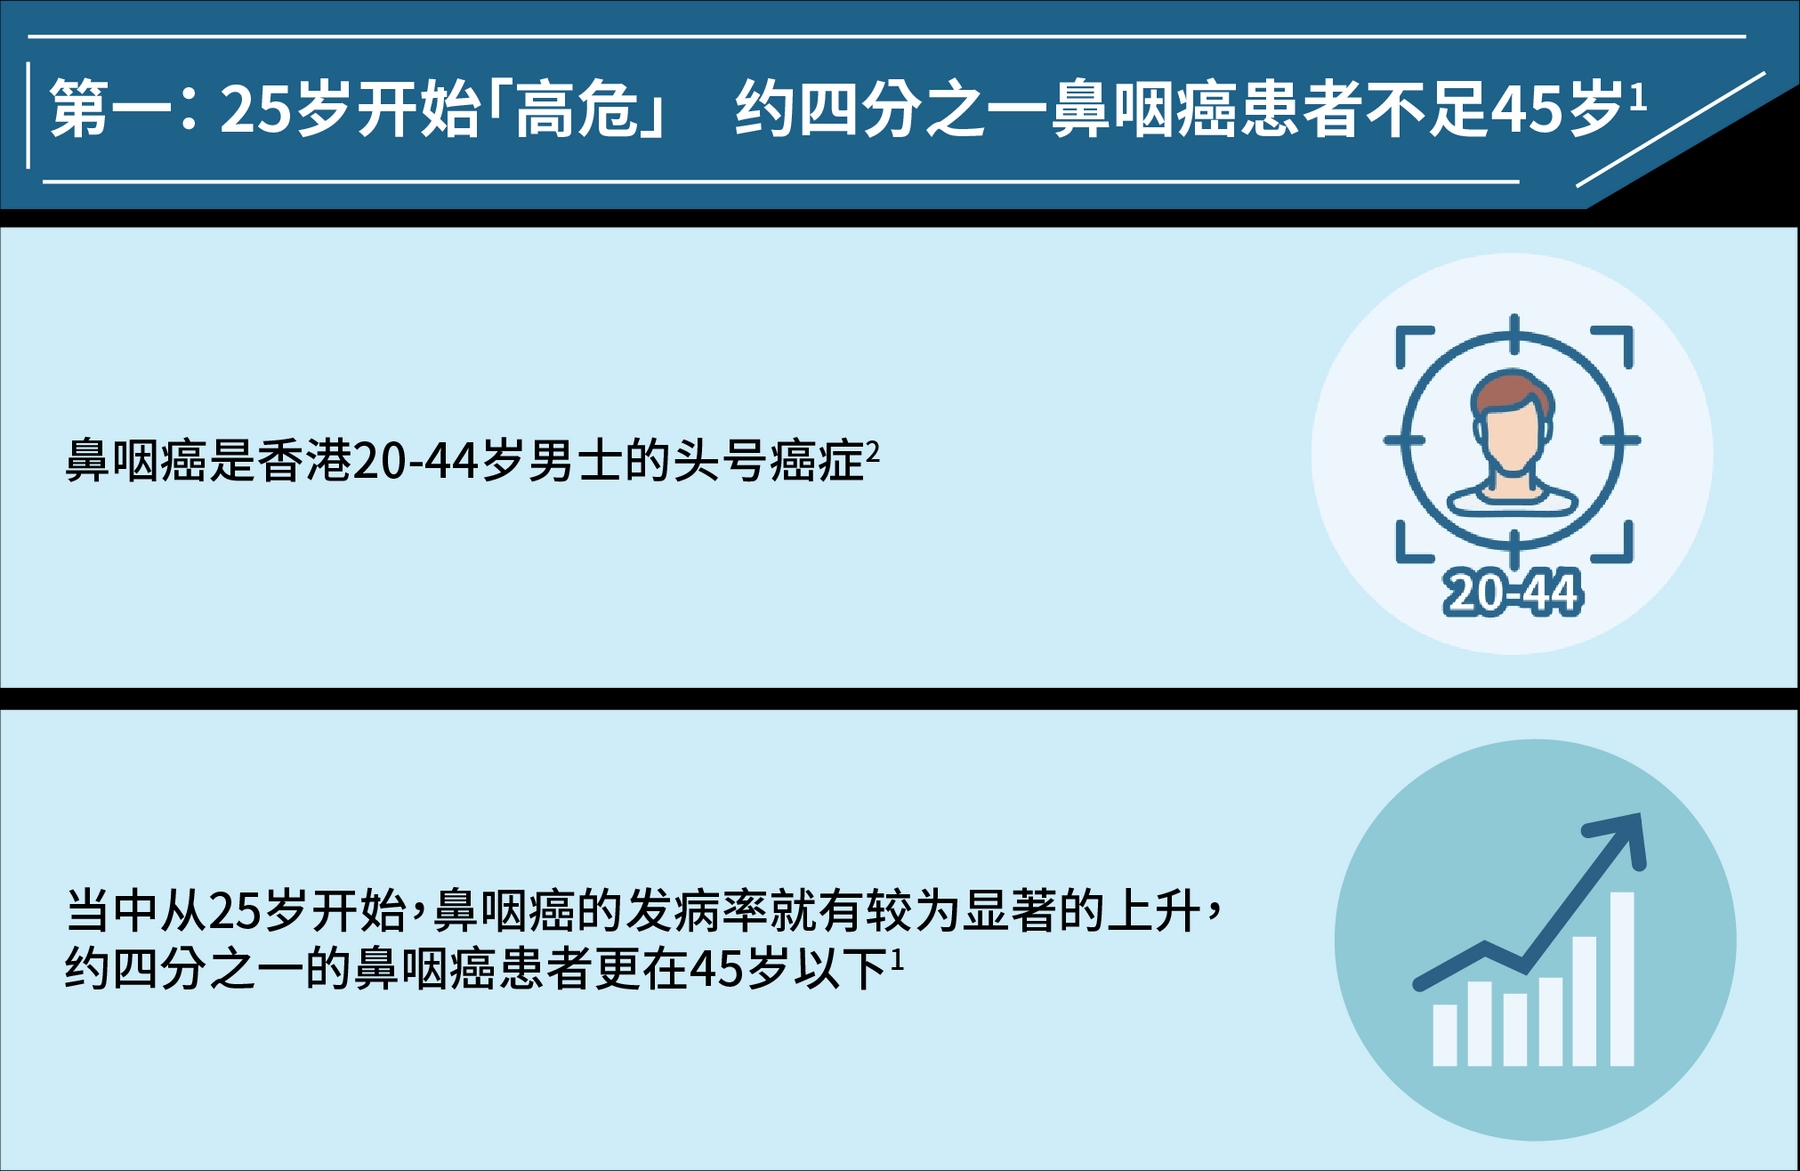 第一：25岁开始「高危」 约四分之一鼻咽癌患者不足45岁¹
鼻咽癌是香港20-44岁男士的头号癌症²
20-44
当中从25岁开始，鼻咽癌的发病率就有较为显著的上升，
约四分之一的鼻咽癌患者更在45岁以下¹